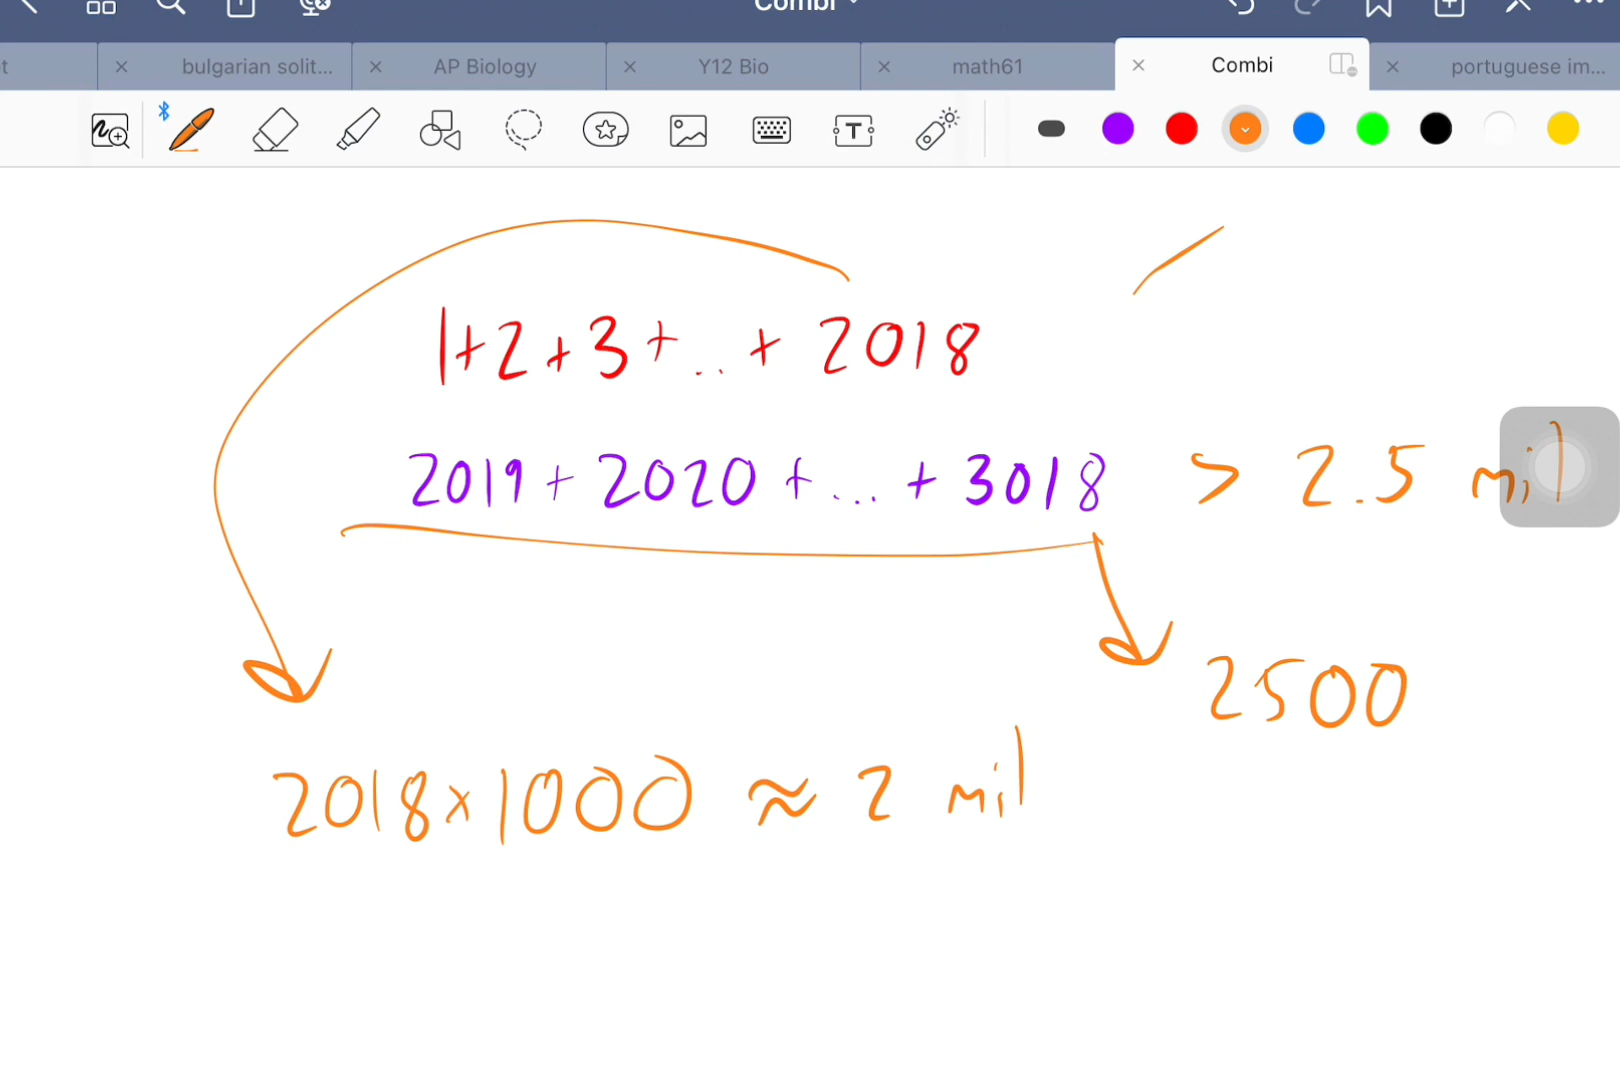 Combi
t
bulgarian solit...
AP Biology
Y12 Bio
math61
Combi
portuguese im...
1+2+3+...+2018
2019+2020+...+3018 > 2.5 mil
2500
2018×1000 ≈ 2 mil